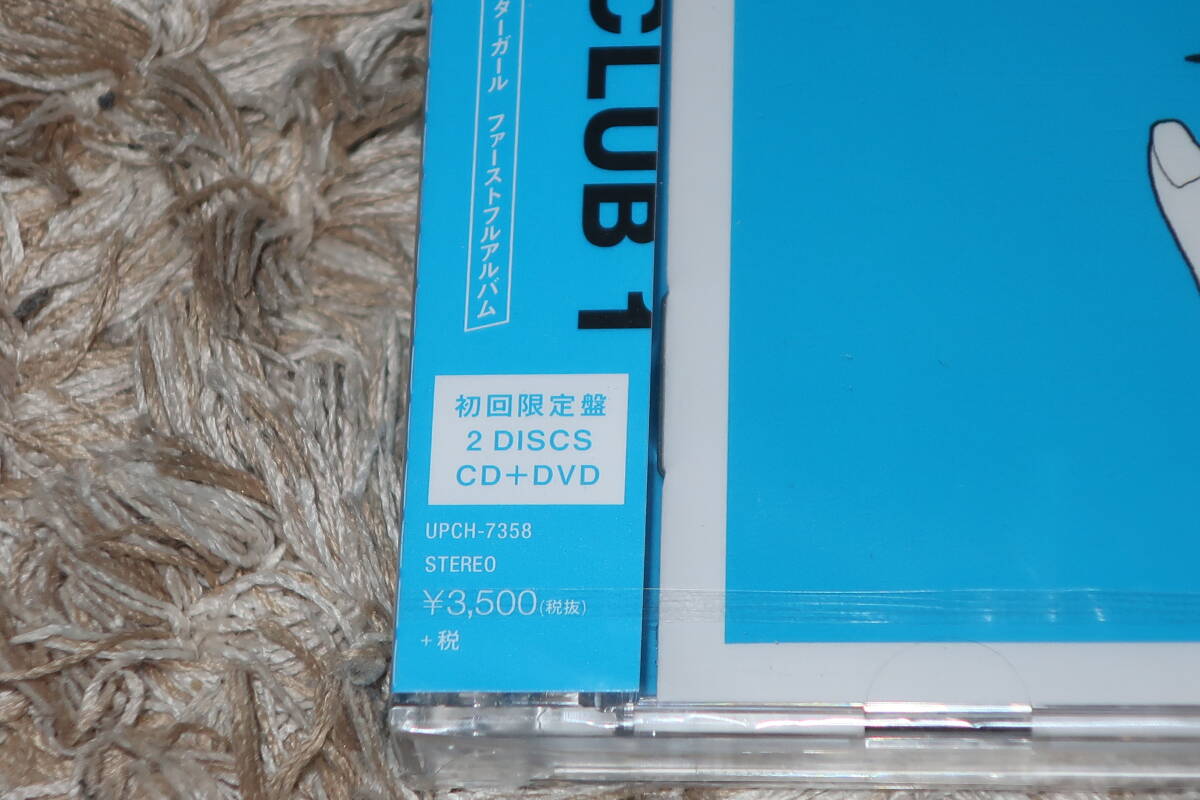 CLUB 1
ターガール ファーストフルアルバム
初回限定盤
2 DISCS
CD+DVD
UPCH-7358
STEREO
¥3,500(税抜)
+税